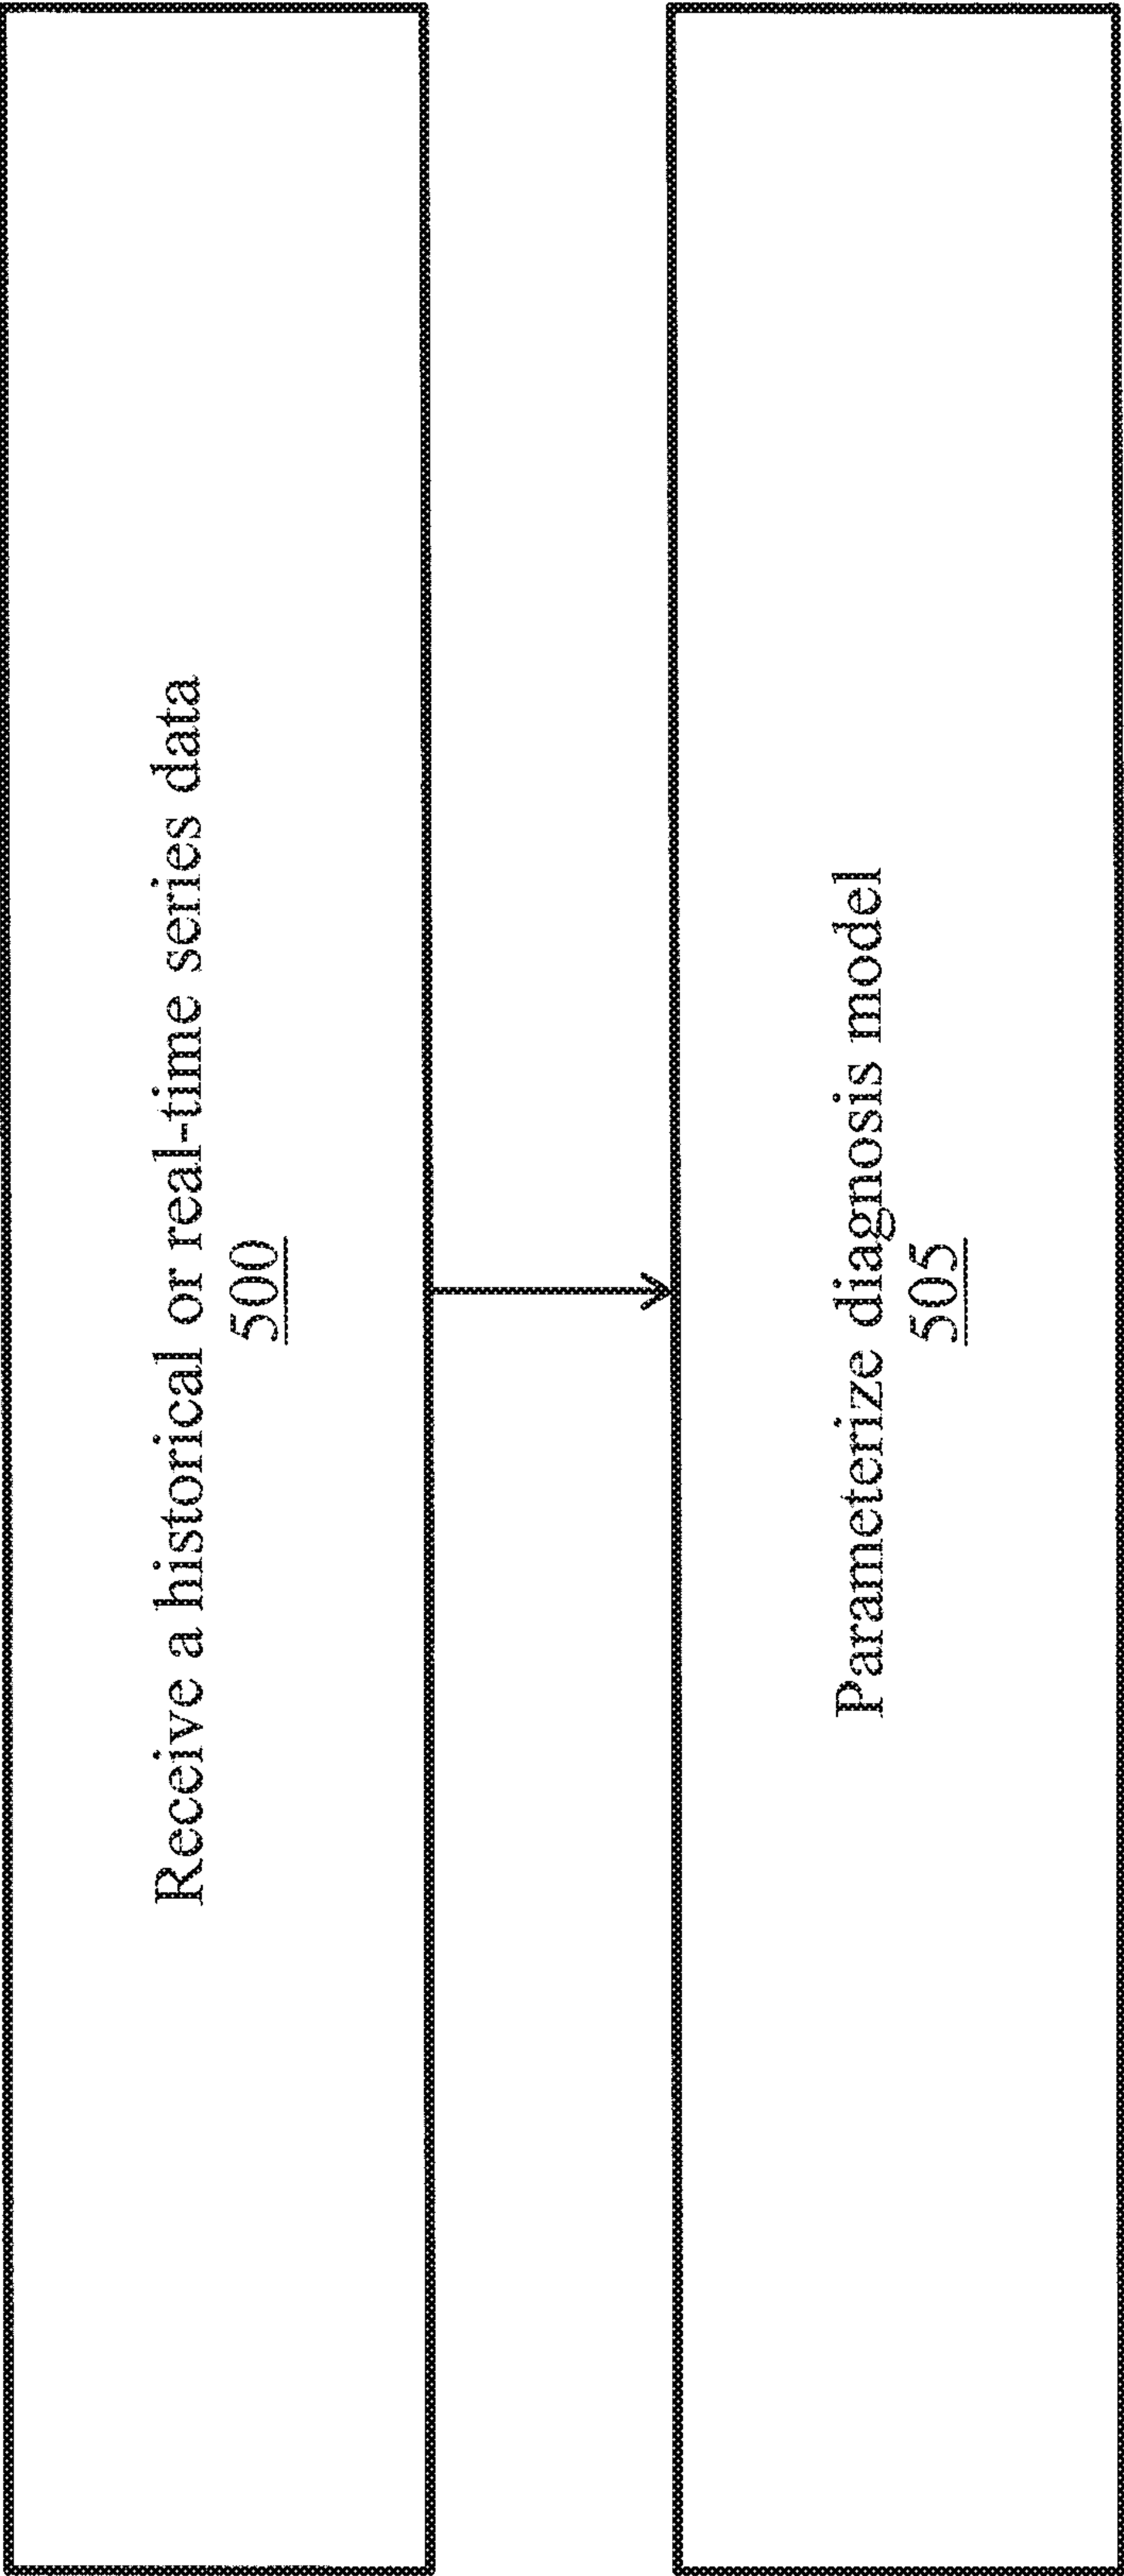 Receive a historical or real-time series data
500
Parameterize diagnosis model
505